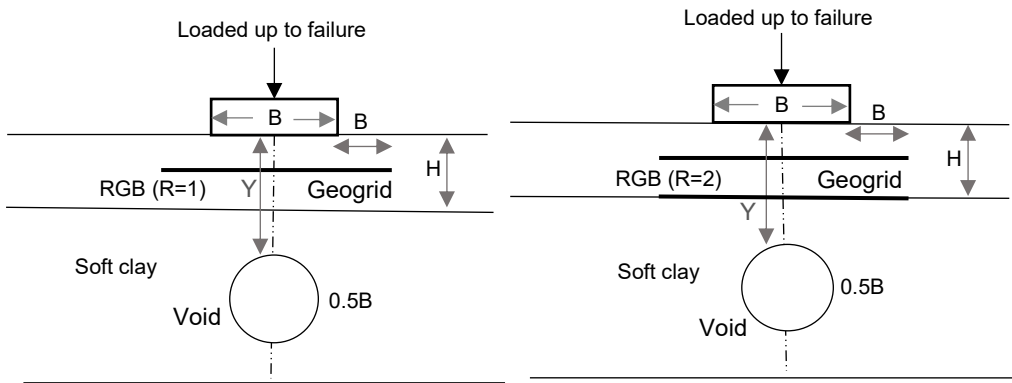 Loaded up to failure
B
B
H
RGB (R=1)
Y
Geogrid
Soft clay
0.5B
Void
Loaded up to failure
B
B
H
RGB (R=2)
Geogrid
Y
Soft clay
0.5B
Void